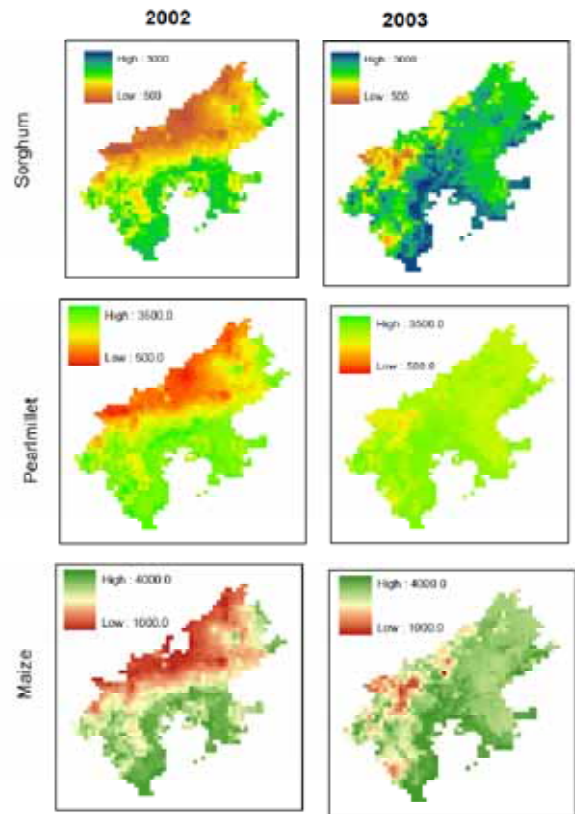 2002
2003
Sorghum
High : 3000
Low : 500
High : 3000
Low : 500
Pearlmillet
High : 3500.0
Low : 500.0
High : 3500.0
Low : 500.0
Maize
High : 4000.0
Low : 1000.0
High : 4000.0
Low : 1000.0